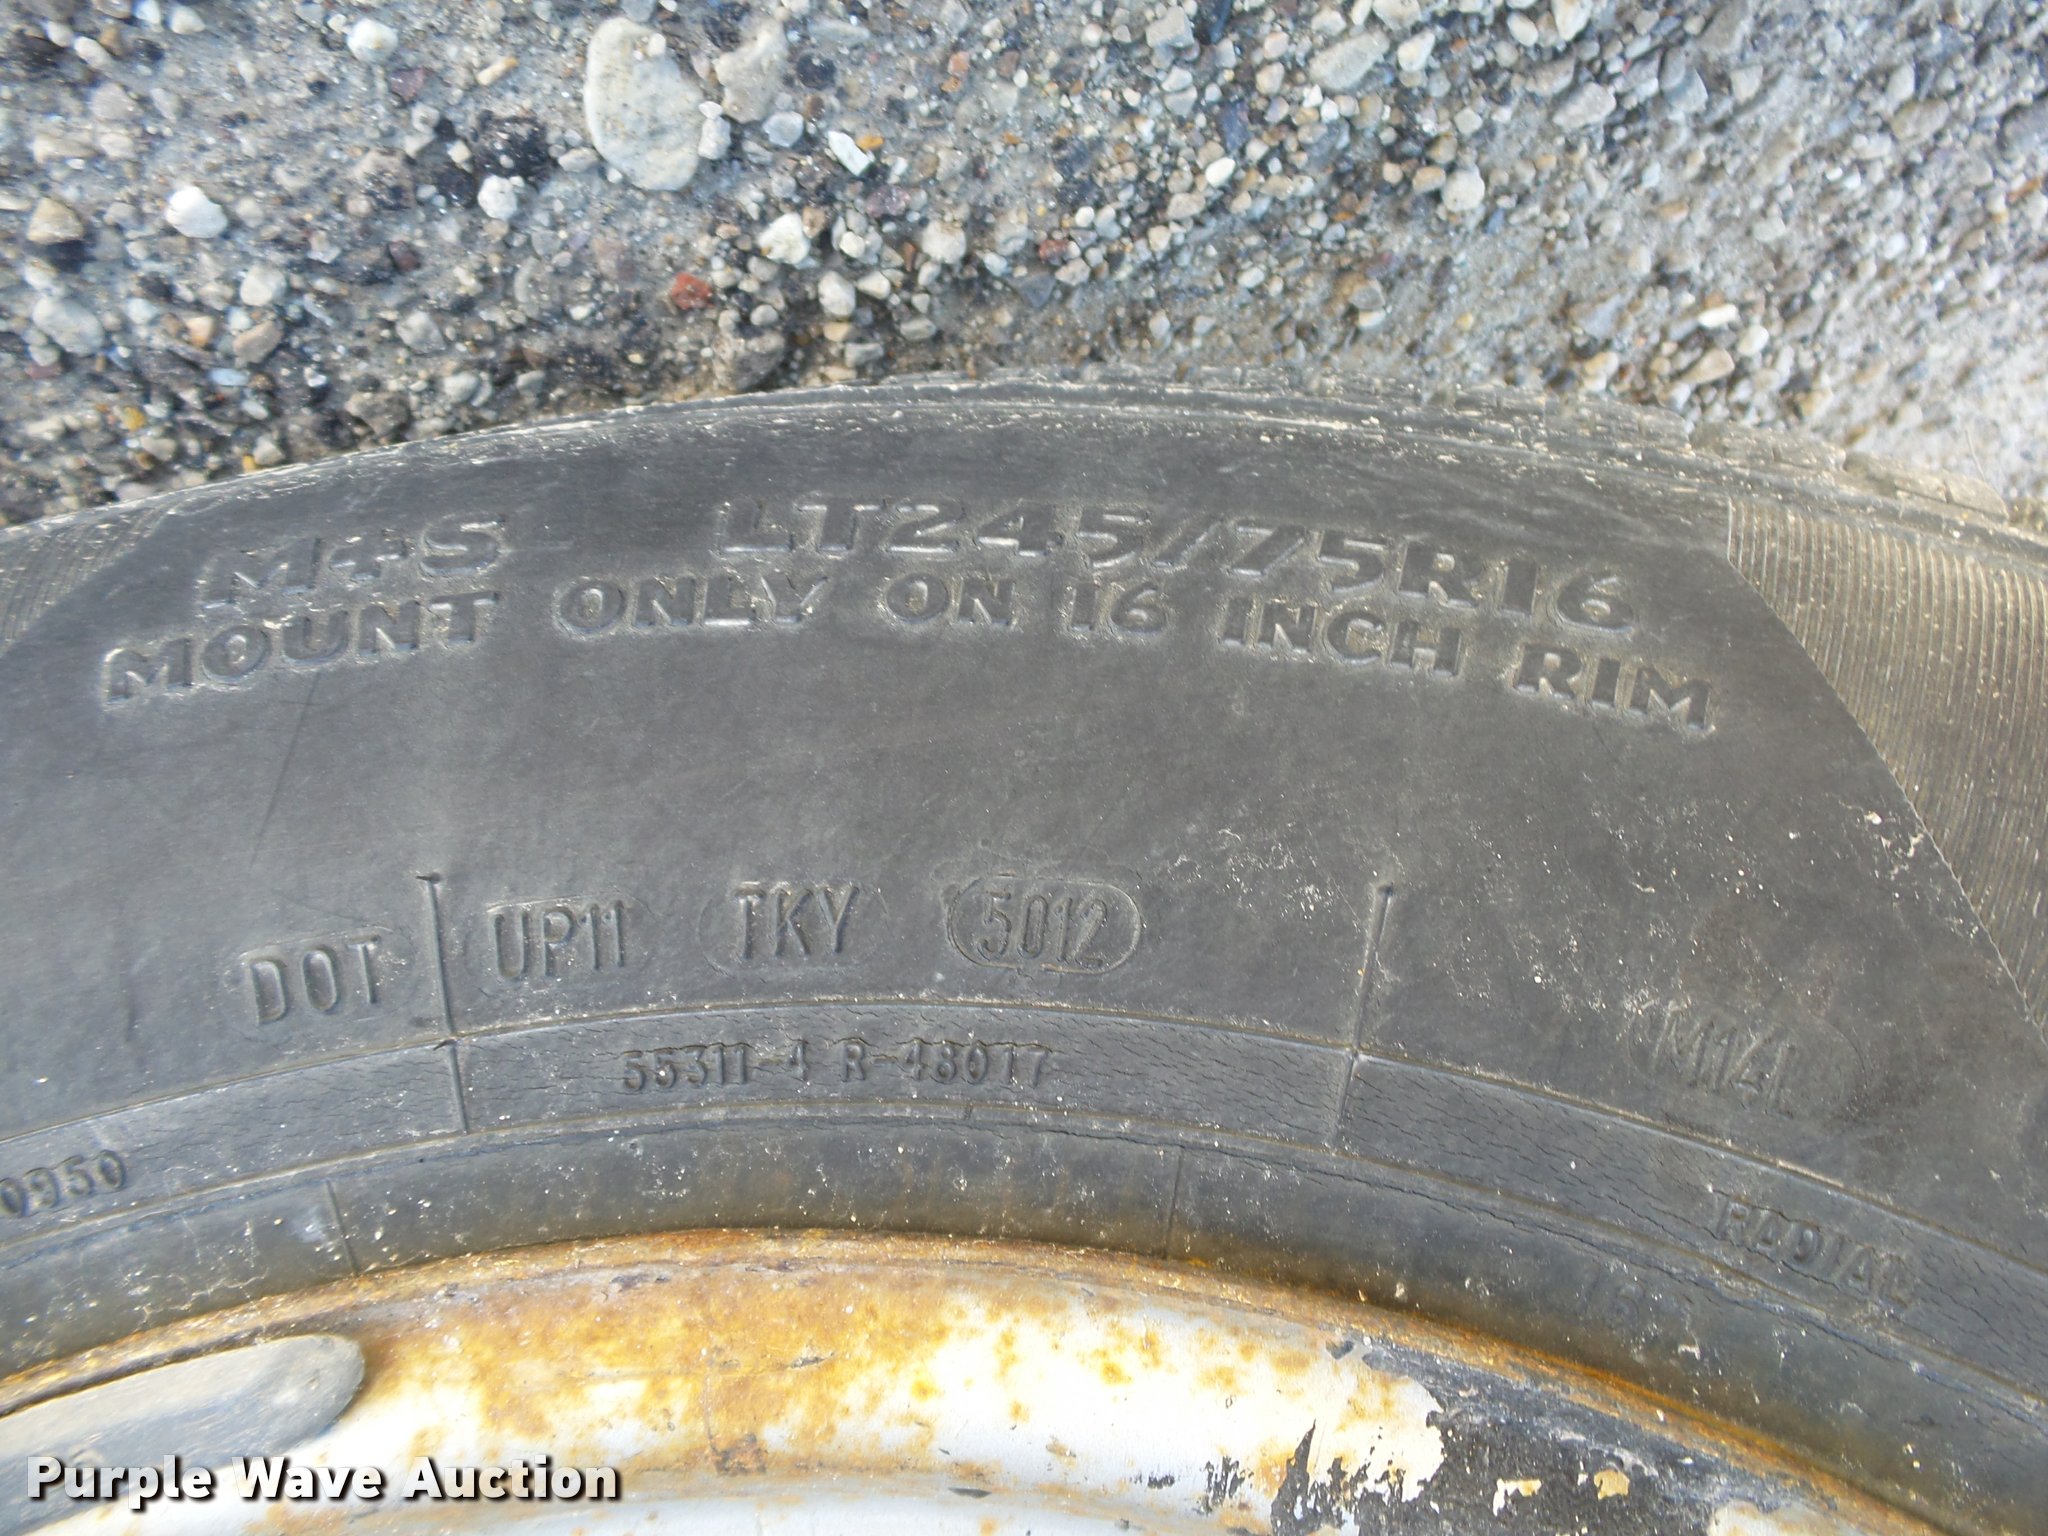 M+S LT245/75R16
MOUNT ONLY ON 16 INCH RIM
DOT UP11 TKY 5012
M14L
55311-4 R-48017
0950
RADIAL
Purple Wave Auction